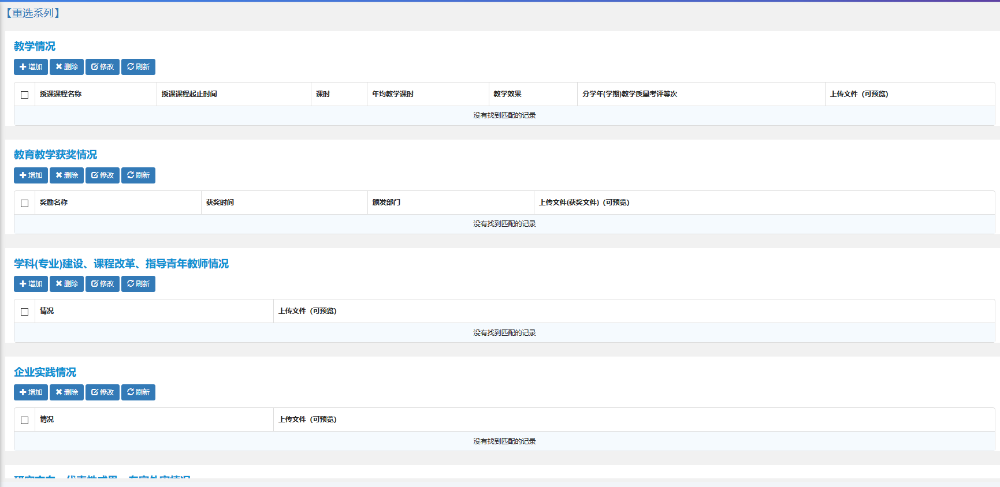 【重选系列】
教学情况
增加 删除 修改 刷新
授课课程名称 授课课程起止时间 课时 年均教学课时 教学效果 分学年(学期)教学质量考评等次 上传文件（可预览）
没有找到匹配的记录
教育教学获奖情况
增加 删除 修改 刷新
奖励名称 获奖时间 颁发部门 上传文件(获奖文件)（可预览）
没有找到匹配的记录
学科(专业)建设、课程改革、指导青年教师情况
增加 删除 修改 刷新
情况 上传文件（可预览）
没有找到匹配的记录
企业实践情况
增加 删除 修改 刷新
情况 上传文件（可预览）
没有找到匹配的记录